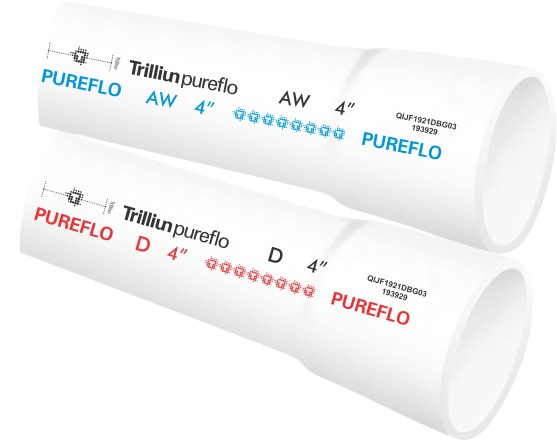 Trilliun pureflo AW 4"
QIJF1921DBG03
193929
PUREFLO AW 4" PUREFLO
Trilliun pureflo D 4"
QIJF1921DBG03
193929
PUREFLO D 4" PUREFLO